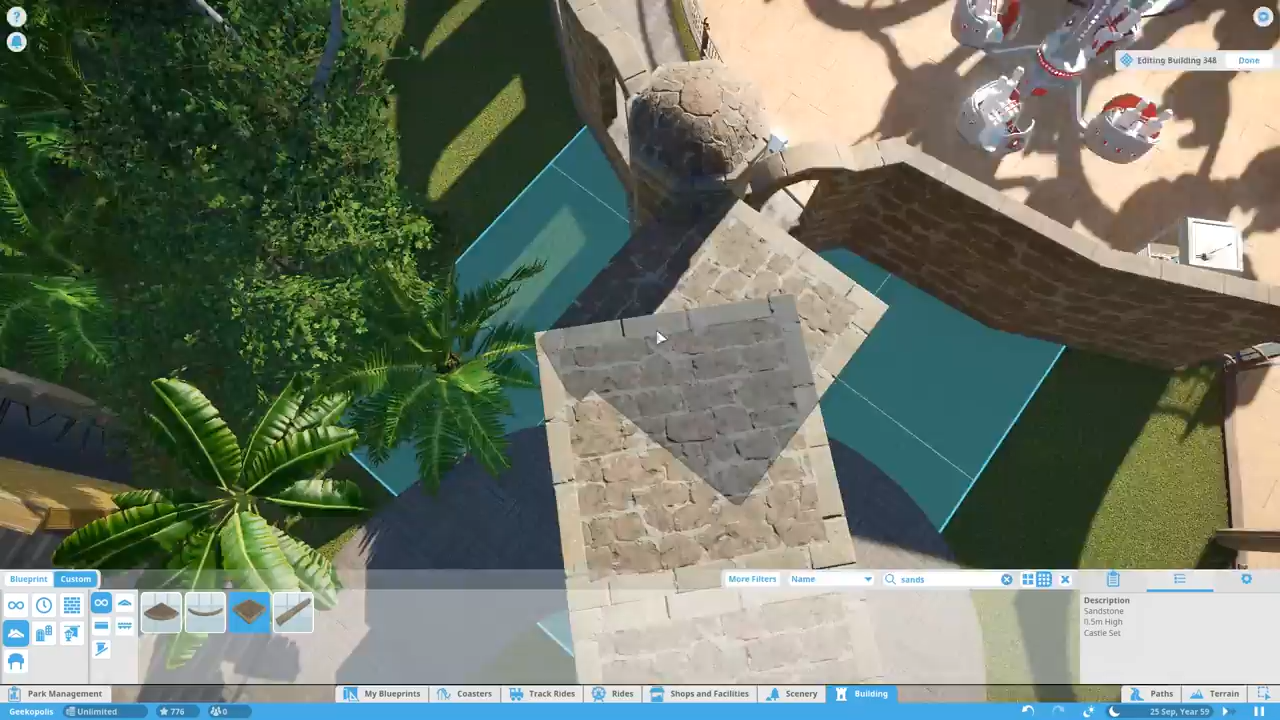 Editing Building 348 Done
Blueprint Custom More Filters Name sands
Description
Sandstone
0.5m High
Castle Set
Park Management My Blueprints Coasters Track Rides Rides Shops and Facilities Scenery Building Paths Terrain
Geekopolis Unlimited 776 0 25 Sep, Year 59